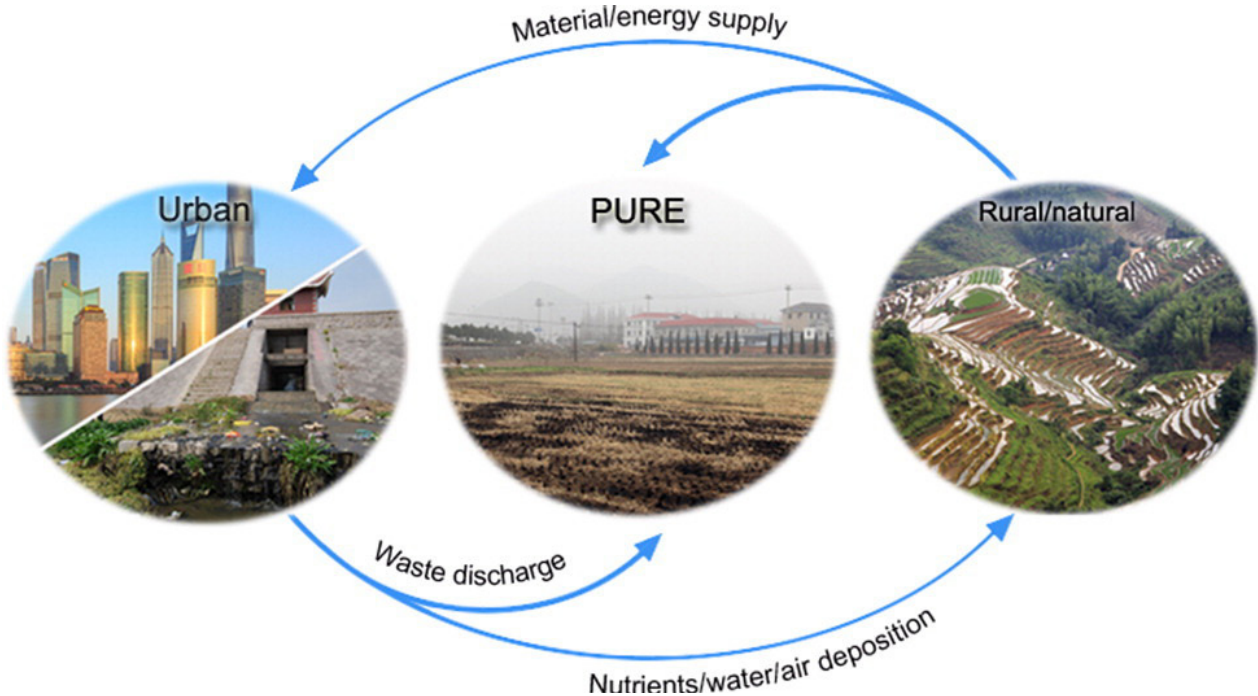 Material/energy supply
Urban
PURE
Rural/natural
Waste discharge
Nutrients/water/air deposition